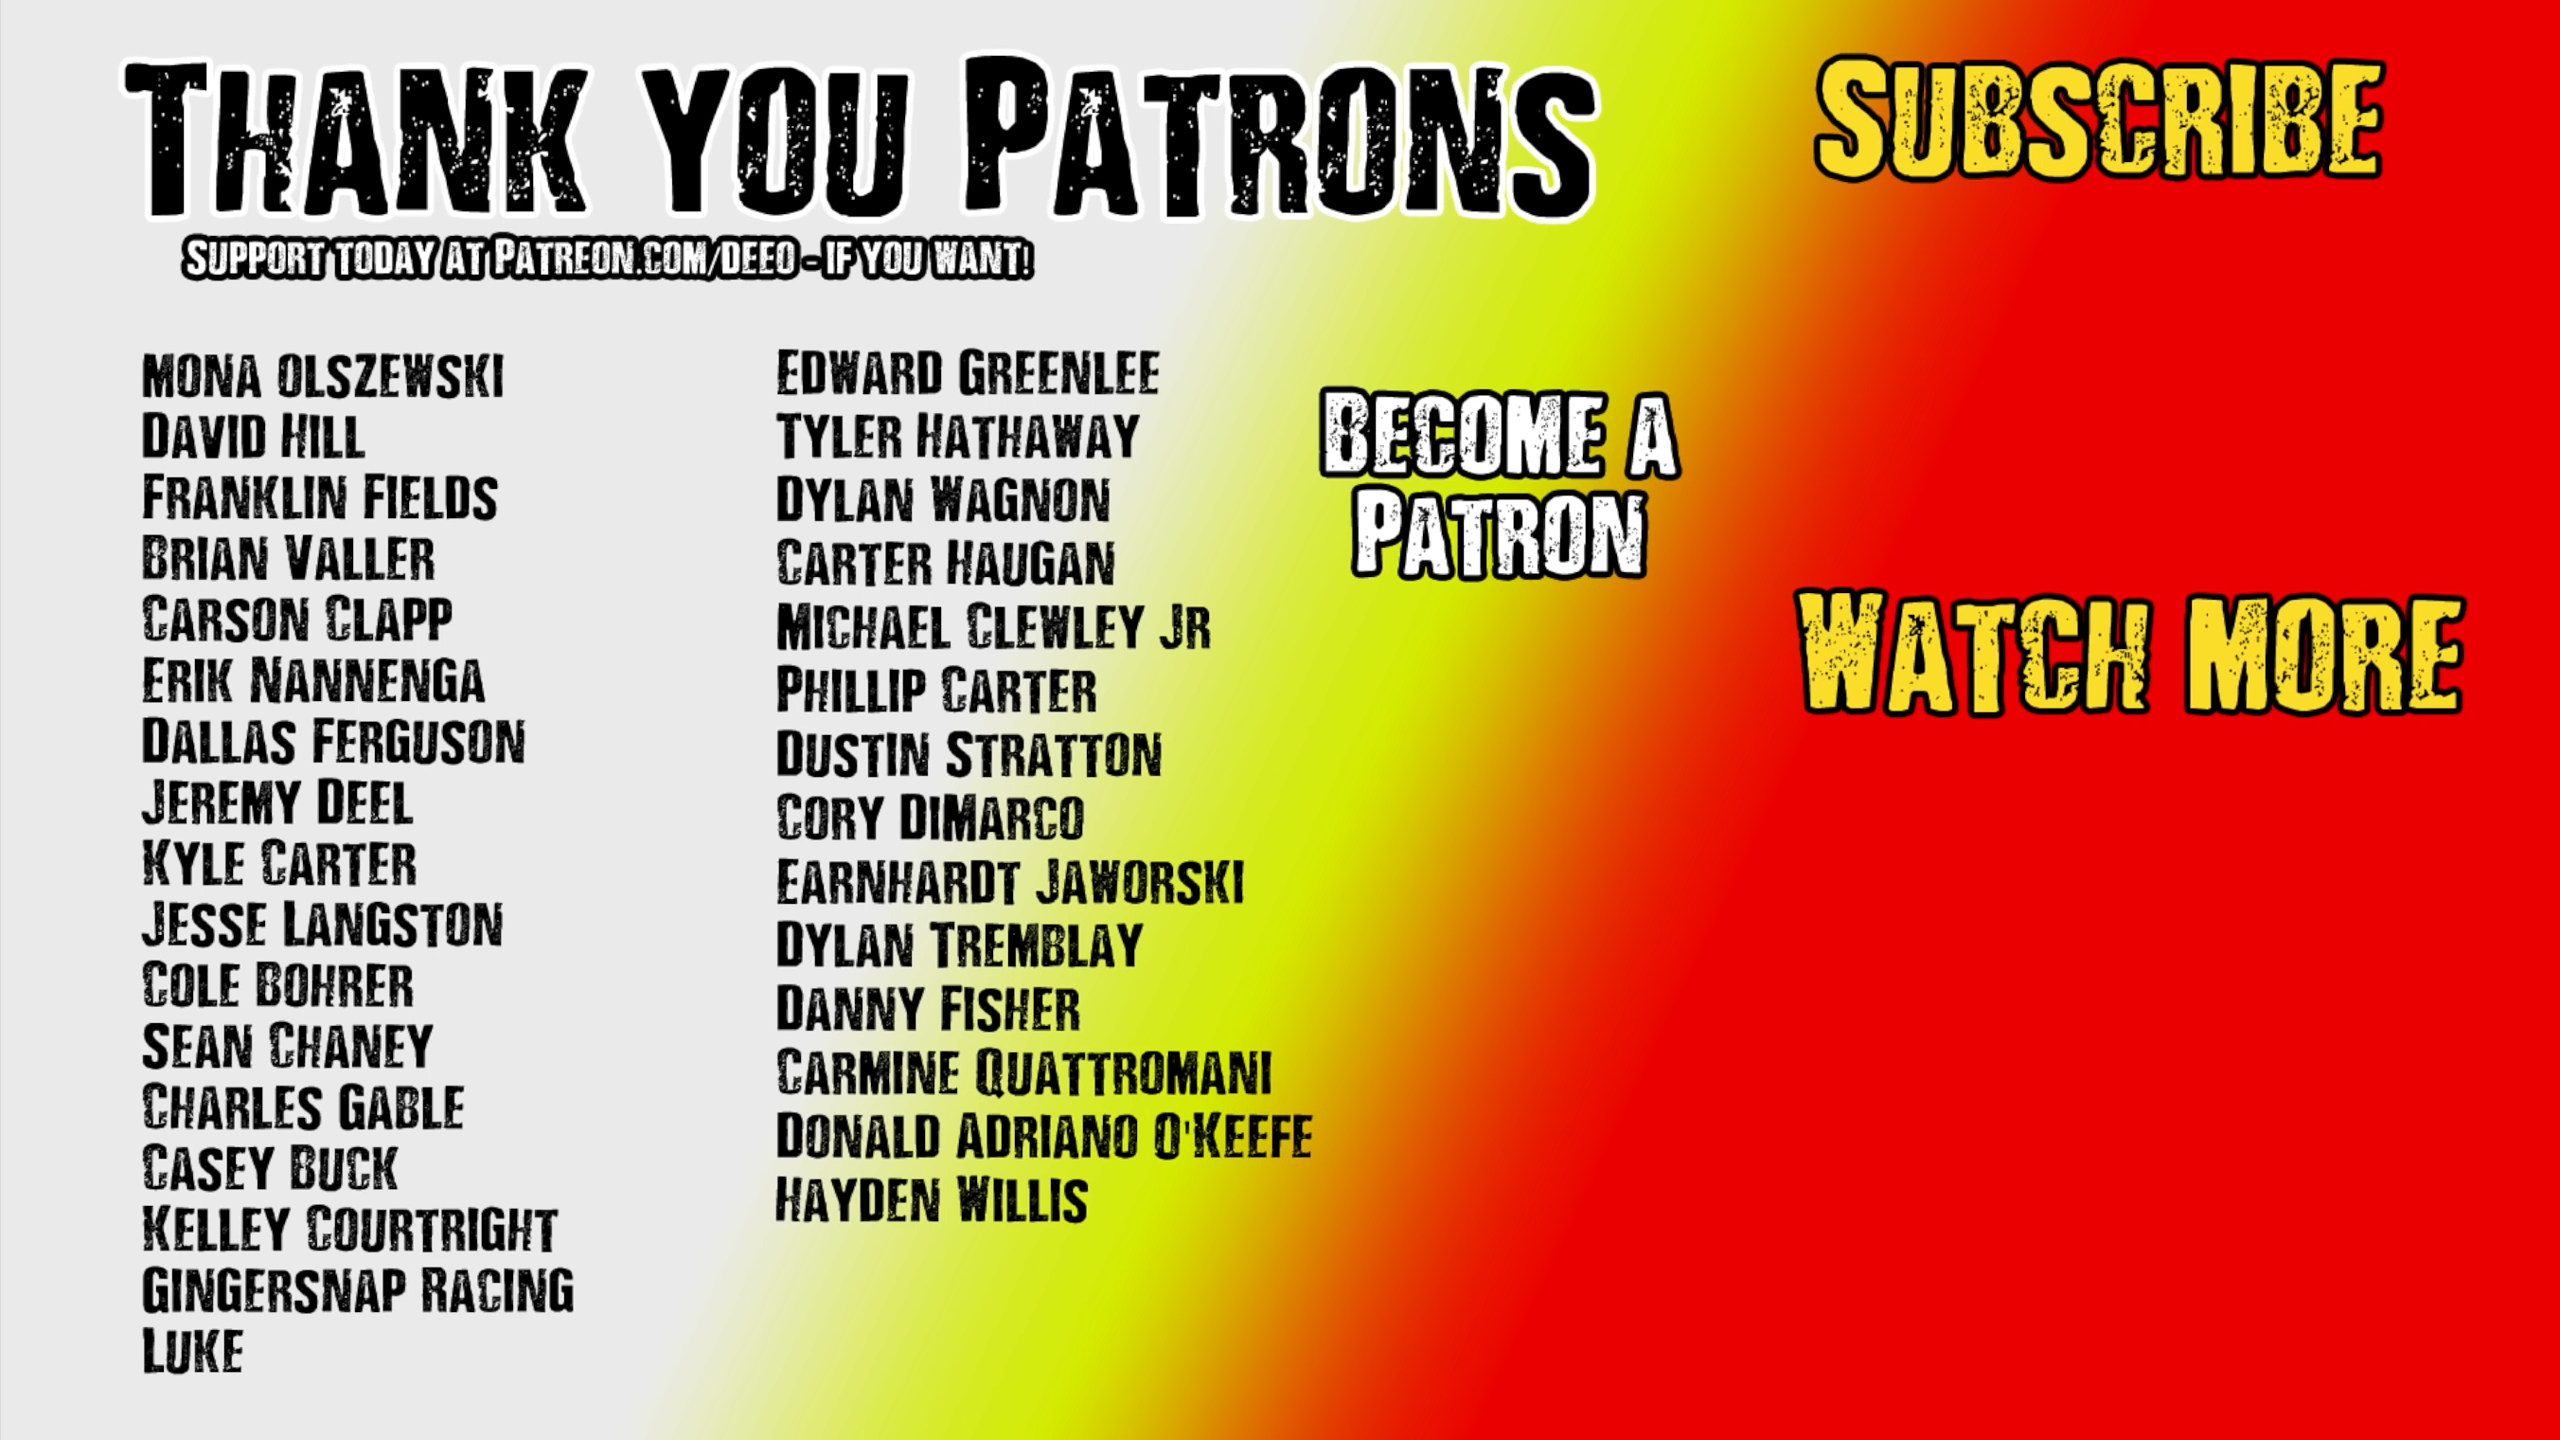 Thank you Patrons
Support today at Patreon.com/deeo - if you want!
Mona Olszewski
David Hill
Franklin Fields
Brian Valler
Carson Clapp
Erik Nannenga
Dallas Ferguson
Jeremy Deel
Kyle Carter
Jesse Langston
Cole Bohrer
Sean Chaney
Charles Gable
Casey Buck
Kelley Courtright
Gingersnap Racing
Luke
Edward Greenlee
Tyler Hathaway
Dylan Wagnon
Carter Haugan
Michael Clewley Jr
Phillip Carter
Dustin Stratton
Cory DiMarco
Earnhardt Jaworski
Dylan Tremblay
Danny Fisher
Carmine Quattromani
Donald Adriano O'Keefe
Hayden Willis
Become a
Patron
Subscribe
Watch more